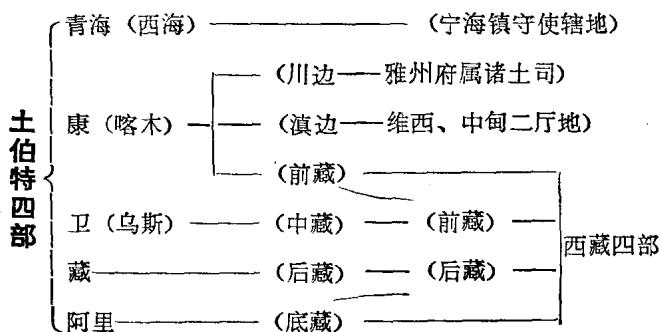 土伯特四部
青海（西海）——（宁海镇守使辖地）
康（喀木）
（川边——雅州府属诸土司）
（滇边——维西、中甸二厅地）
（前藏）
卫（乌斯）——（中藏）——（前藏）
藏——（后藏）——（后藏）
阿里——（底藏）
西藏四部